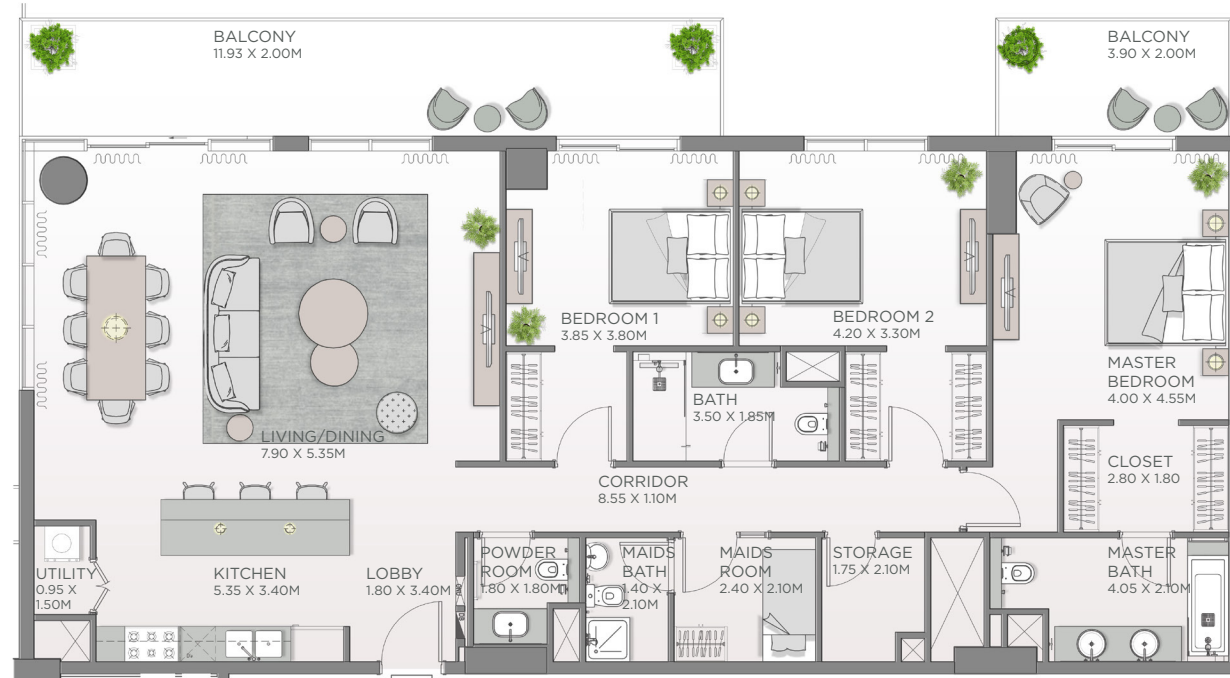 BALCONY
11.93 X 2.00M
BALCONY
3.90 X 2.00M
BEDROOM 1
3.85 X 3.80M
BEDROOM 2
4.20 X 3.30M
MASTER
BEDROOM
4.00 X 4.55M
BATH
3.50 X 1.85M
LIVING/DINING
7.90 X 5.35M
CLOSET
2.80 X 1.80
CORRIDOR
8.55 X 1.10M
UTILITY
0.95 X
1.50M
KITCHEN
5.35 X 3.40M
LOBBY
1.80 X 3.40M
POWDER
ROOM
1.80 X 1.80M
MAIDS
BATH
1.40 X
2.10M
MAIDS
ROOM
2.40 X 2.10M
STORAGE
1.75 X 2.10M
MASTER
BATH
4.05 X 2.10M